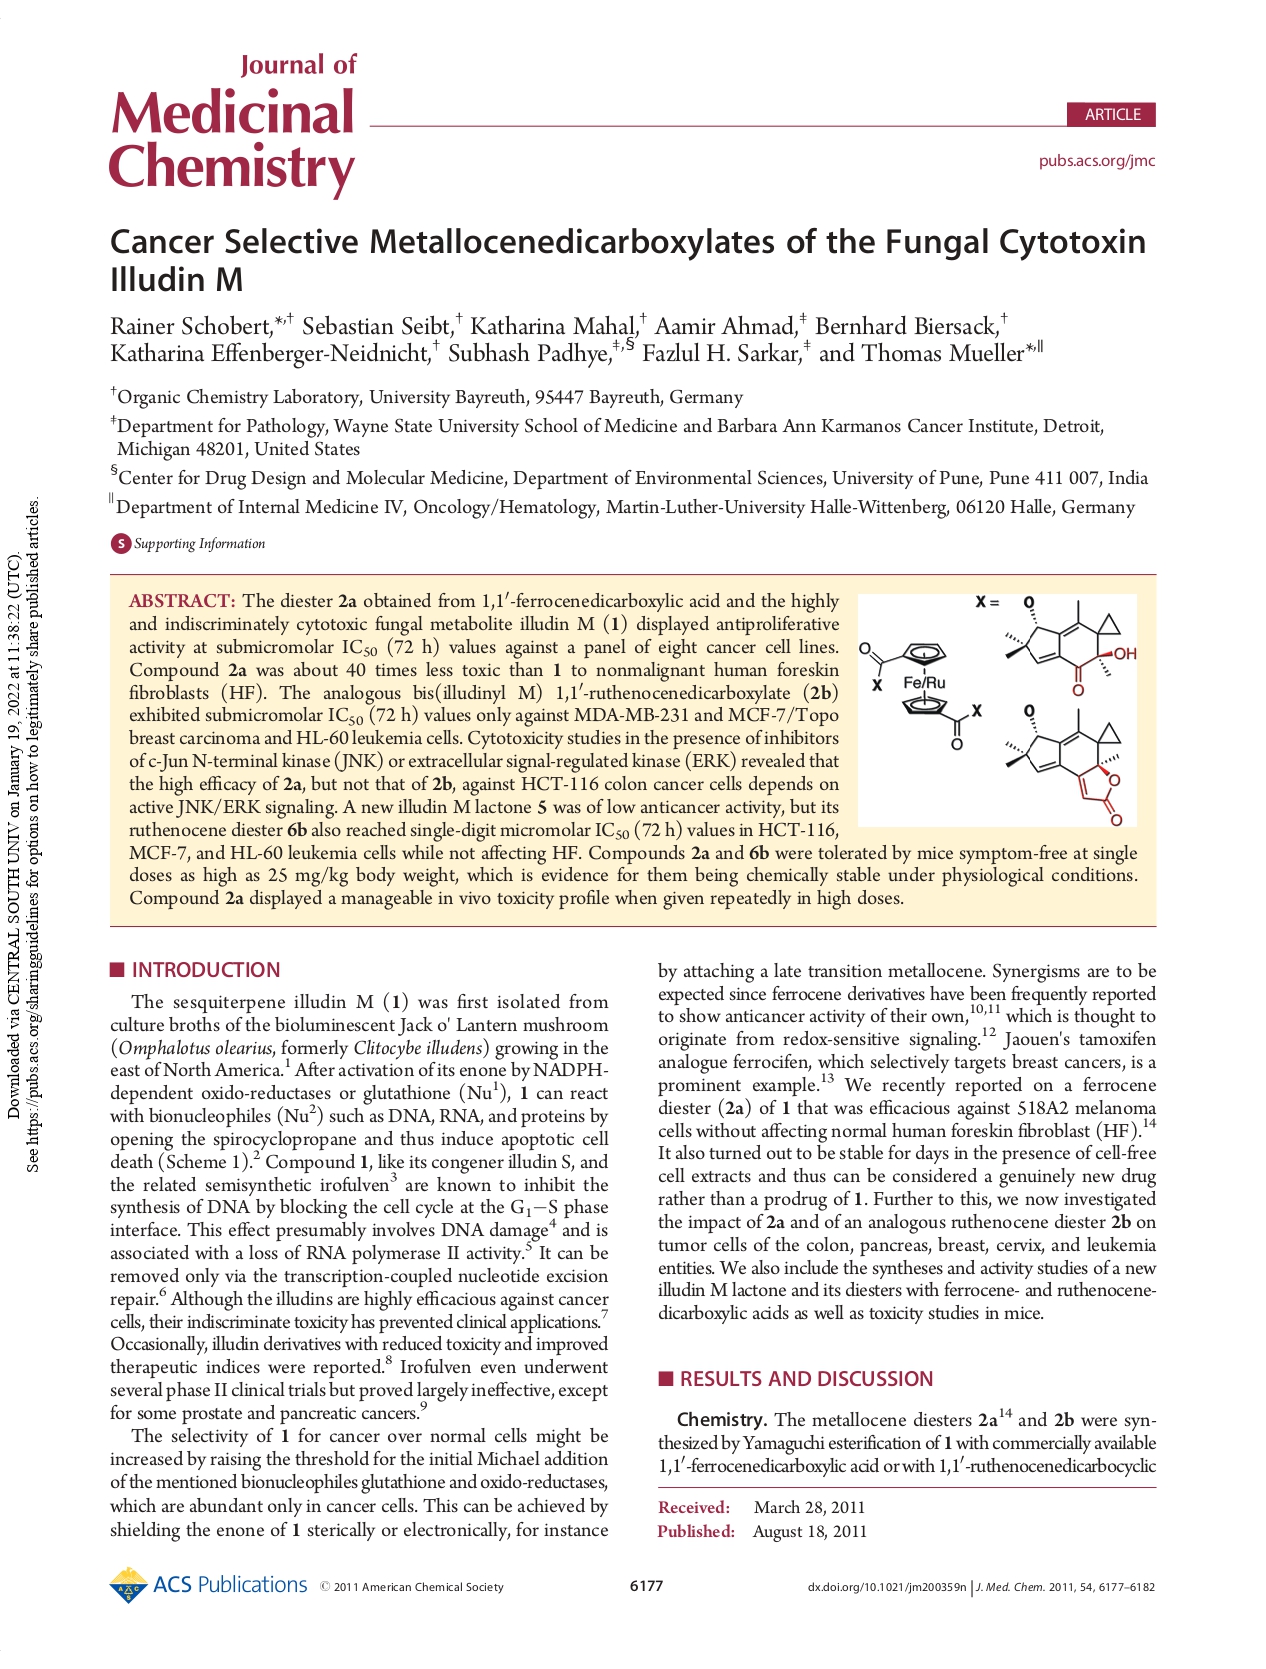 Journal of
Medicinal
Chemistry
ARTICLE
pubs.acs.org/jmc
Cancer Selective Metallocenedicarboxylates of the Fungal Cytotoxin
Illudin M
Rainer Schobert,*,† Sebastian Seibt,† Katharina Mahal,† Aamir Ahmad,‡ Bernhard Biersack,†
Katharina Effenberger-Neidnicht,† Subhash Padhye,‡,§ Fazlul H. Sarkar,‡ and Thomas Mueller*,||
†Organic Chemistry Laboratory, University Bayreuth, 95447 Bayreuth, Germany
‡Department for Pathology, Wayne State University School of Medicine and Barbara Ann Karmanos Cancer Institute, Detroit,
Michigan 48201, United States
§Center for Drug Design and Molecular Medicine, Department of Environmental Sciences, University of Pune, Pune 411 007, India
||Department of Internal Medicine IV, Oncology/Hematology, Martin-Luther-University Halle-Wittenberg, 06120 Halle, Germany
S Supporting Information
ABSTRACT: The diester 2a obtained from 1,1′-ferrocenedicarboxylic acid and the highly
and indiscriminately cytotoxic fungal metabolite illudin M (1) displayed antiproliferative
activity at submicromolar IC50 (72 h) values against a panel of eight cancer cell lines.
Compound 2a was about 40 times less toxic than 1 to nonmalignant human foreskin
fibroblasts (HF). The analogous bis(illudinyl M) 1,1′-ruthenocenedicarboxylate (2b)
exhibited submicromolar IC50 (72 h) values only against MDA-MB-231 and MCF-7/Topo
breast carcinoma and HL-60 leukemia cells. Cytotoxicity studies in the presence of inhibitors
of c-Jun N-terminal kinase (JNK) or extracellular signal-regulated kinase (ERK) revealed that
the high efficacy of 2a, but not that of 2b, against HCT-116 colon cancer cells depends on
active JNK/ERK signaling. A new illudin M lactone 5 was of low anticancer activity, but its
ruthenocene diester 6b also reached single-digit micromolar IC50 (72 h) values in HCT-116,
MCF-7, and HL-60 leukemia cells while not affecting HF. Compounds 2a and 6b were tolerated by mice symptom-free at single
doses as high as 25 mg/kg body weight, which is evidence for them being chemically stable under physiological conditions.
Compound 2a displayed a manageable in vivo toxicity profile when given repeatedly in high doses.
X =
O
OH
O
O
X
Fe/Ru
X
O
O
O
O
■ INTRODUCTION
The sesquiterpene illudin M (1) was first isolated from
culture broths of the bioluminescent Jack o' Lantern mushroom
(Omphalotus olearius, formerly Clitocybe illudens) growing in the
east of North America.1 After activation of its enone by NADPH-
dependent oxido-reductases or glutathione (Nu1), 1 can react
with bionucleophiles (Nu2) such as DNA, RNA, and proteins by
opening the spirocyclopropane and thus induce apoptotic cell
death (Scheme 1).2 Compound 1, like its congener illudin S, and
the related semisynthetic irofulven3 are known to inhibit the
synthesis of DNA by blocking the cell cycle at the G1−S phase
interface. This effect presumably involves DNA damage4 and is
associated with a loss of RNA polymerase II activity.5 It can be
removed only via the transcription-coupled nucleotide excision
repair.6 Although the illudins are highly efficacious against cancer
cells, their indiscriminate toxicity has prevented clinical applications.7
Occasionally, illudin derivatives with reduced toxicity and improved
therapeutic indices were reported.8 Irofulven even underwent
several phase II clinical trials but proved largely ineffective, except
for some prostate and pancreatic cancers.9
The selectivity of 1 for cancer over normal cells might be
increased by raising the threshold for the initial Michael addition
of the mentioned bionucleophiles glutathione and oxido-reductases,
which are abundant only in cancer cells. This can be achieved by
shielding the enone of 1 sterically or electronically, for instance
by attaching a late transition metallocene. Synergisms are to be
expected since ferrocene derivatives have been frequently reported
to show anticancer activity of their own,10,11 which is thought to
originate from redox-sensitive signaling.12 Jaouen's tamoxifen
analogue ferrocifen, which selectively targets breast cancers, is a
prominent example.13 We recently reported on a ferrocene
diester (2a) of 1 that was efficacious against 518A2 melanoma
cells without affecting normal human foreskin fibroblast (HF).14
It also turned out to be stable for days in the presence of cell-free
cell extracts and thus can be considered a genuinely new drug
rather than a prodrug of 1. Further to this, we now investigated
the impact of 2a and of an analogous ruthenocene diester 2b on
tumor cells of the colon, pancreas, breast, cervix, and leukemia
entities. We also include the syntheses and activity studies of a new
illudin M lactone and its diesters with ferrocene- and ruthenocene-
dicarboxylic acids as well as toxicity studies in mice.
■ RESULTS AND DISCUSSION
Chemistry. The metallocene diesters 2a14 and 2b were syn-
thesized by Yamaguchi esterification of 1 with commercially available
1,1′-ferrocenedicarboxylic acid or with 1,1′-ruthenocenedicarbocyclic
Received: March 28, 2011
Published: August 18, 2011
ACS Publications © 2011 American Chemical Society
6177
dx.doi.org/10.1021/jm200359n | J. Med. Chem. 2011, 54, 6177–6182
Downloaded via CENTRAL SOUTH UNIV on January 19, 2022 at 11:38:22 (UTC).
See https://pubs.acs.org/sharingguidelines for options on how to legitimately share published articles.